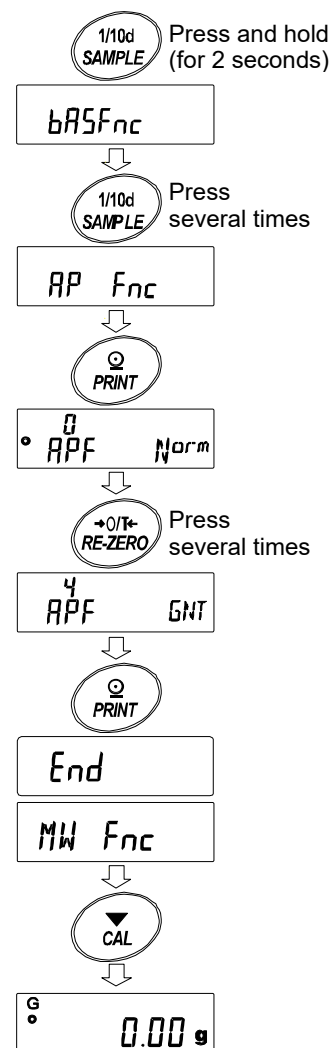 1/10d Press and hold
SAMPLE (for 2 seconds)
bASFnc
1/10d Press
SAMPLE several times
AP Fnc
PRINT
0
APF Norm
→0/T← Press
RE-ZERO several times
4
APF GNT
PRINT
End
MW Fnc
CAL
G
0.00 g